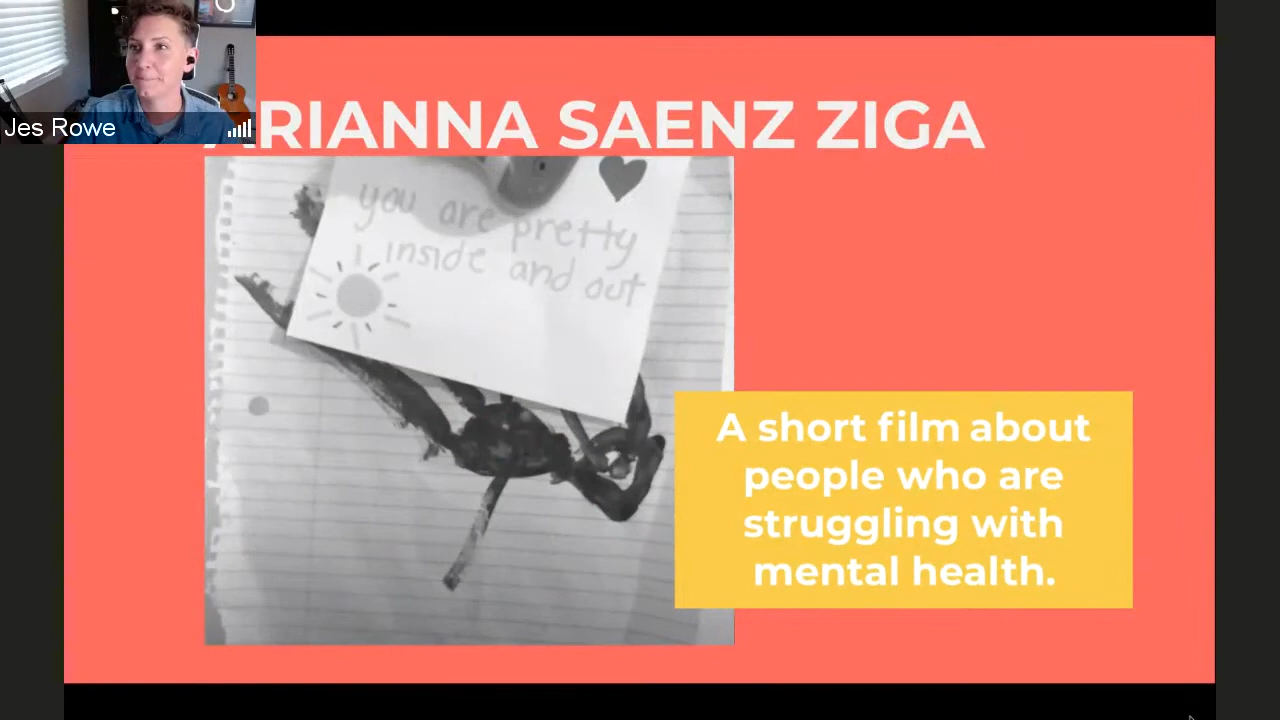 Jes Rowe
ARIANNA SAENZ ZIGA
you are pretty
inside and out
A short film about
people who are
struggling with
mental health.